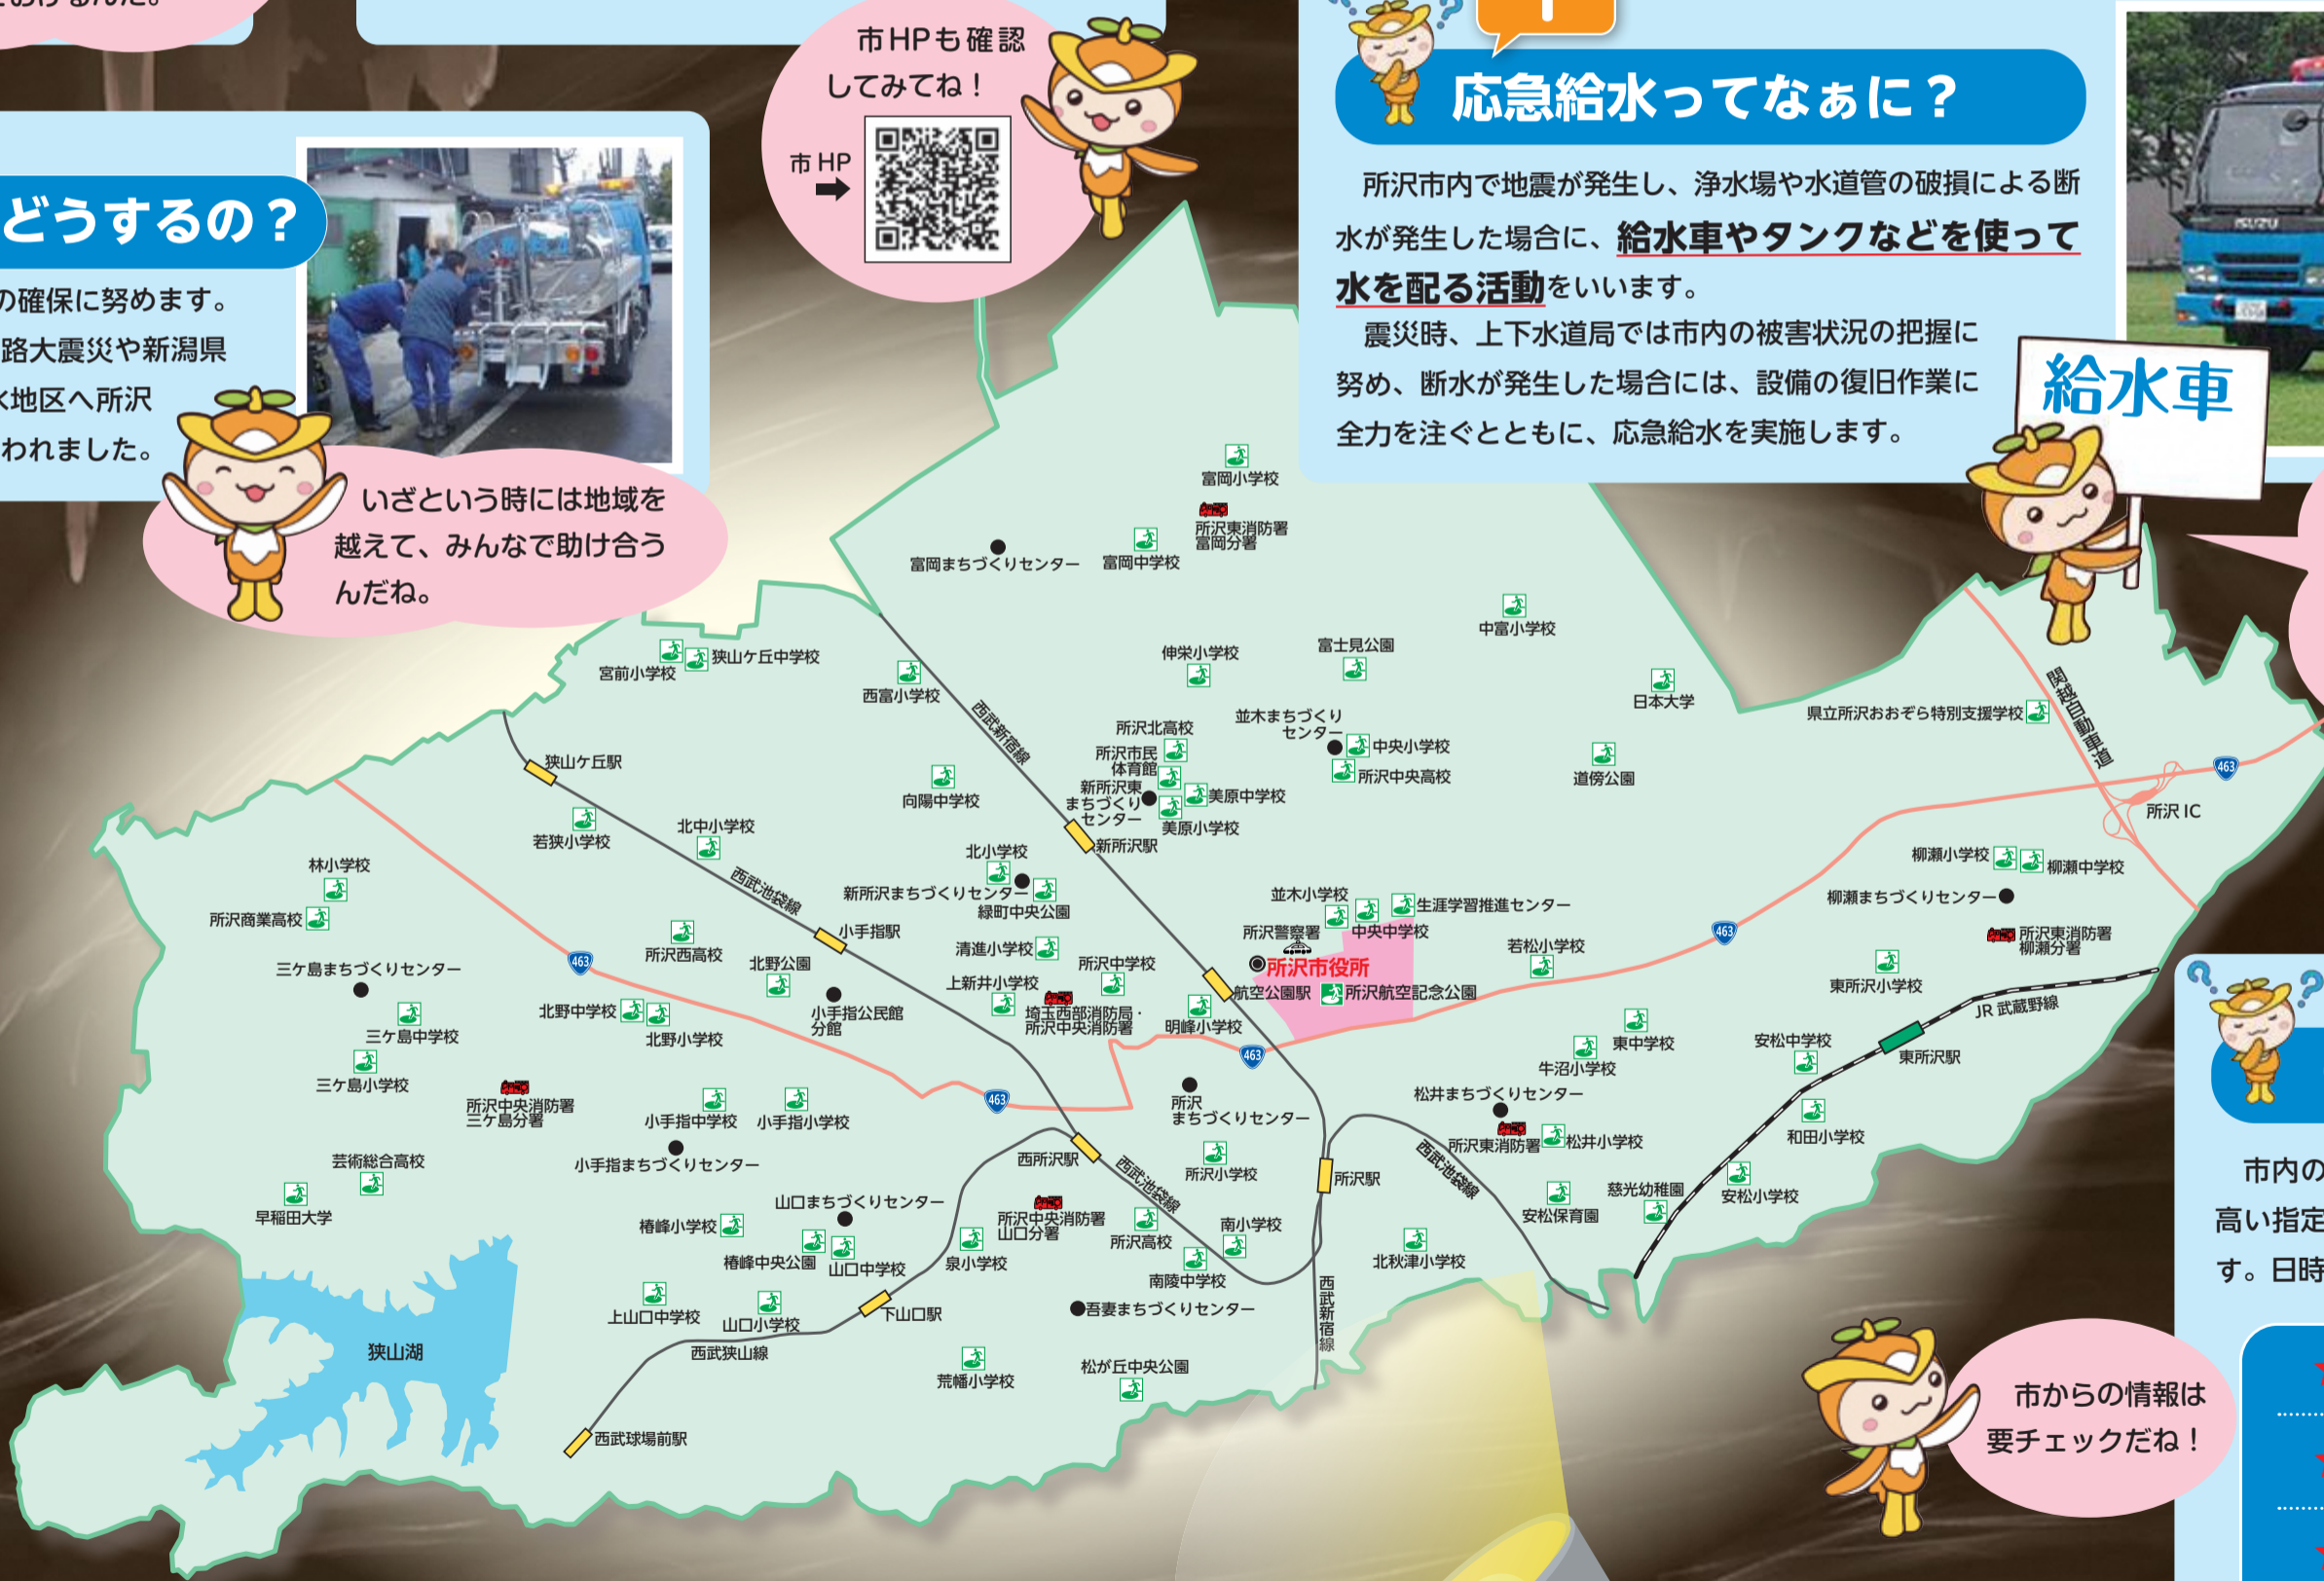 市HPも確認
してみてね！
市 HP
どうするの？
の確保に努めます。
路大震災や新潟県
水地区へ所沢
われました。
いざという時には地域を
越えて、みんなで助け合う
んだね。
応急給水ってなぁに？
所沢市内で地震が発生し、浄水場や水道管の破損による断
水が発生した場合に、給水車やタンクなどを使って
水を配る活動をいいます。
震災時、上下水道局では市内の被害状況の把握に
努め、断水が発生した場合には、設備の復旧作業に
全力を注ぐとともに、応急給水を実施します。
ISUZU
給水車
富岡小学校
所沢東消防署
富岡分署
富岡まちづくりセンター
富岡中学校
中富小学校
宮前小学校
狭山ケ丘中学校
西富小学校
西武新宿線
伸栄小学校
富士見公園
日本大学
県立所沢おおぞら特別支援学校
関越自動車道
463
所沢 IC
所沢北高校
並木まちづくり
センター
中央小学校
所沢中央高校
所沢市民
体育館
新所沢東
まちづくり
センター
美原中学校
美原小学校
道傍公園
狭山ケ丘駅
向陽中学校
新所沢駅
若狭小学校
北中小学校
西武池袋線
北小学校
新所沢まちづくりセンター
緑町中央公園
林小学校
所沢商業高校
小手指駅
所沢西高校
清進小学校
並木小学校
生涯学習推進センター
中央中学校
所沢警察署
所沢市役所
航空公園駅
所沢航空記念公園
若松小学校
463
柳瀬小学校
柳瀬中学校
柳瀬まちづくりセンター
所沢東消防署
柳瀬分署
東所沢小学校
JR 武蔵野線
東所沢駅
463
三ケ島まちづくりセンター
三ケ島中学校
三ケ島小学校
北野公園
北野中学校
北野小学校
小手指公民館
分館
上新井小学校
所沢中学校
埼玉西部消防局・
所沢中央消防署
明峰小学校
463
東中学校
牛沼小学校
安松中学校
和田小学校
所沢中央消防署
三ケ島分署
小手指中学校
小手指小学校
463
所沢
まちづくりセンター
松井まちづくりセンター
所沢東消防署
松井小学校
小手指まちづくりセンター
西所沢駅
西武池袋線
所沢小学校
所沢駅
西武池袋線
安松保育園
慈光幼稚園
安松小学校
芸術総合高校
早稲田大学
山口まちづくりセンター
椿峰小学校
椿峰中央公園
山口中学校
泉小学校
所沢中央消防署
山口分署
所沢高校
南小学校
南陵中学校
北秋津小学校
上山口中学校
山口小学校
下山口駅
吾妻まちづくりセンター
西武新宿線
狭山湖
西武狭山線
荒幡小学校
松が丘中央公園
西武球場前駅
市内の
高い指定
す。日時
市からの情報は
要チェックだね！